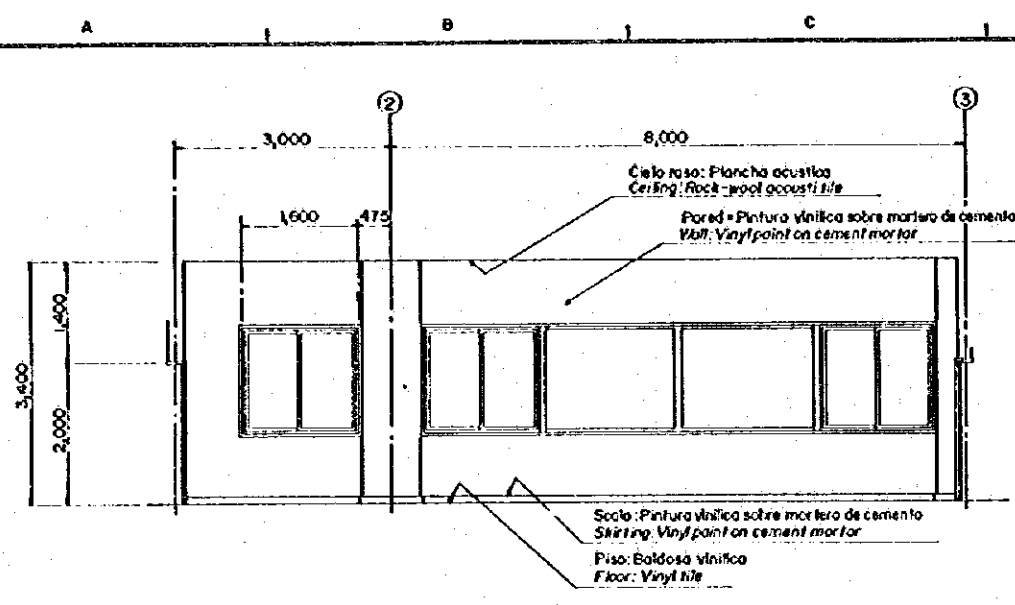 A B C
2 3
3,000 8,000
Cielo raso: Plancha acustica
Ceiling: Rock-wool acousti tile
1,600 475
Pared = Pintura vinilica sobre mortero de cemento
Wall: Vinyl paint on cement mortar
1,400
3,400
2,000
Scalo: Pintura vinilica sobre mortero de cemento
Skirting: Vinyl paint on cement mortar
Piso: Baldosa vinilica
Floor: Vinyl tile